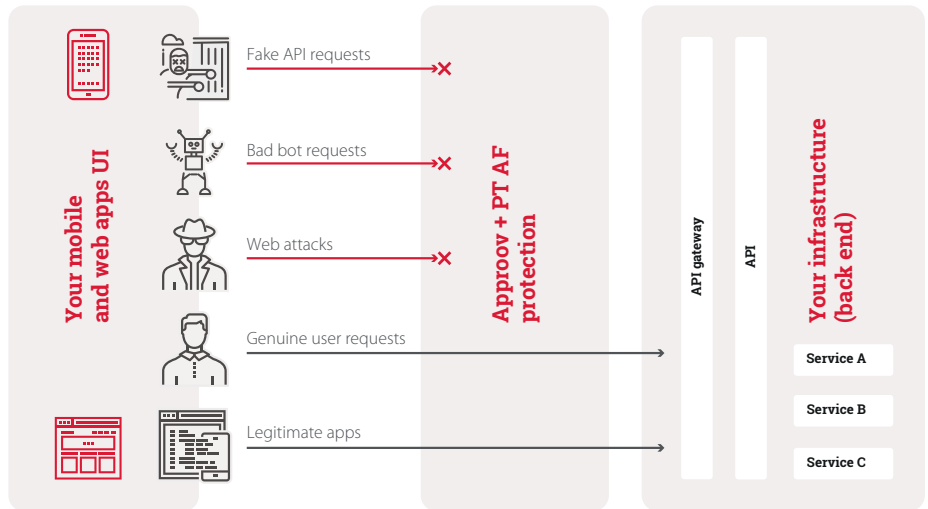 Your mobile
and web apps UI
Fake API requests
Bad bot requests
Web attacks
Genuine user requests
Legitimate apps
Approov + PT AF
protection
API gateway
API
Your infrastructure
(back end)
Service A
Service B
Service C